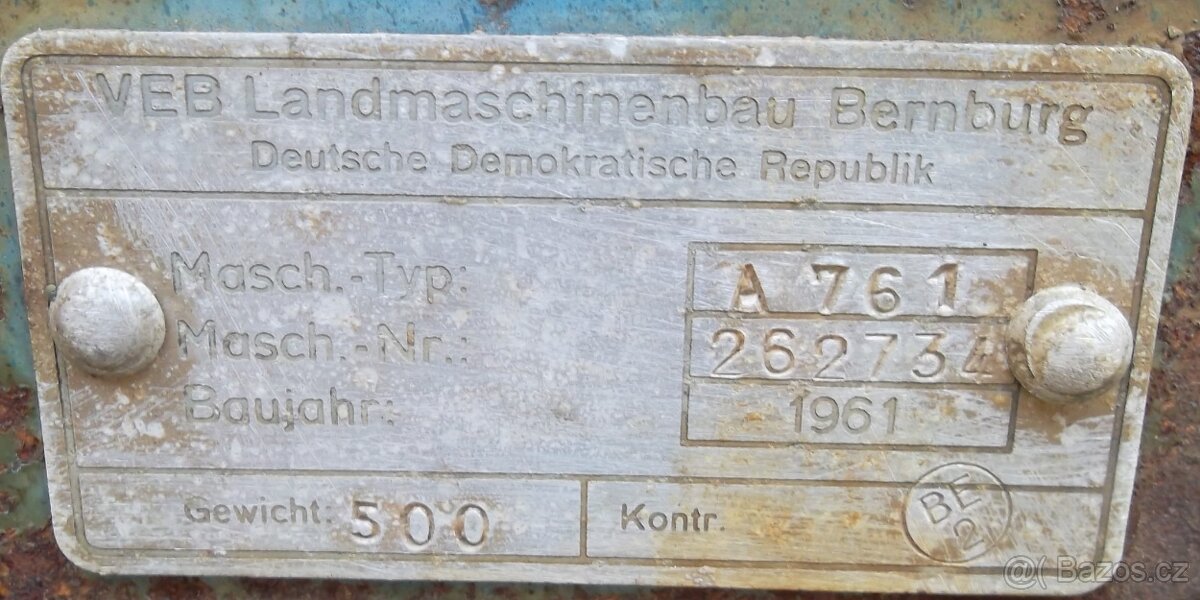 VEB Landmaschinenbau Bernburg
Deutsche Demokratische Republik
Masch.-Typ: A 761
Masch.-Nr.: 262734
Baujahr: 1961
Gewicht: 500 Kontr. BE 2
@( Bazos.cz